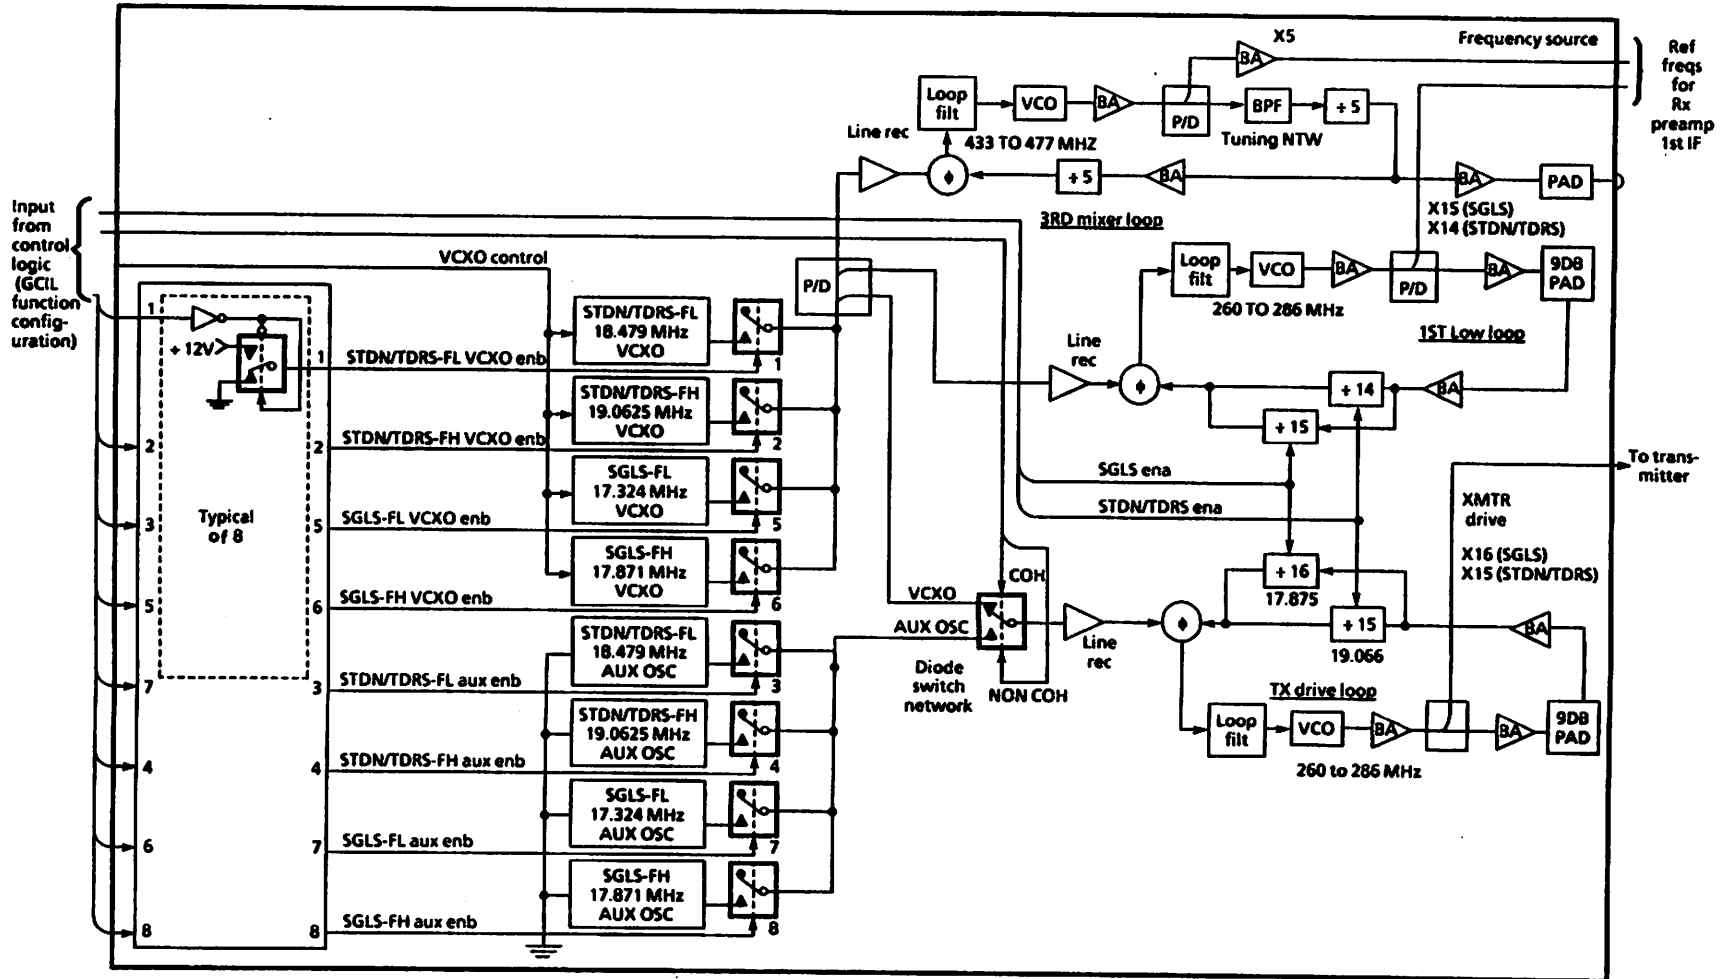 X5
Frequency source
Ref
freqs
for
Rx
preamp
1st IF
BA
Loop
filt
VCO
BA
P/D
BPF
÷ 5
Line rec
433 TO 477 MHZ
Tuning NTW
ϕ
÷ 5
BA
BA
PAD
3RD mixer loop
X15 (SGLS)
X14 (STDN/TDRS)
Input
from
control
logic
(GCIL
function
config-
uration)
VCXO control
P/D
Loop
filt
VCO
BA
P/D
BA
9DB
PAD
260 TO 286 MHz
1ST Low loop
1
+ 12V
1
STDN/TDRS-FL VCXO enb
STDN/TDRS-FL
18.479 MHz
VCXO
1
Line
rec
ϕ
÷ 14
BA
÷ 15
2
2
STDN/TDRS-FH VCXO enb
STDN/TDRS-FH
19.0625 MHz
VCXO
2
SGLS ena
STDN/TDRS ena
To trans-
mitter
3
Typical
of 8
5
SGLS-FL VCXO enb
SGLS-FL
17.324 MHz
VCXO
5
XMTR
drive
X16 (SGLS)
X15 (STDN/TDRS)
5
6
SGLS-FH VCXO enb
SGLS-FH
17.871 MHz
VCXO
6
COH
VCXO
AUX OSC
÷ 16
17.875
ϕ
÷ 15
19.066
BA
Line
rec
Diode
switch
network
NON COH
7
3
STDN/TDRS-FL aux enb
STDN/TDRS-FL
18.479 MHz
AUX OSC
3
TX drive loop
Loop
filt
VCO
BA
BA
9DB
PAD
260 to 286 MHz
4
4
STDN/TDRS-FH aux enb
STDN/TDRS-FH
19.0625 MHz
AUX OSC
4
6
7
SGLS-FL aux enb
SGLS-FL
17.324 MHz
AUX OSC
7
8
8
SGLS-FH aux enb
SGLS-FH
17.871 MHz
AUX OSC
8